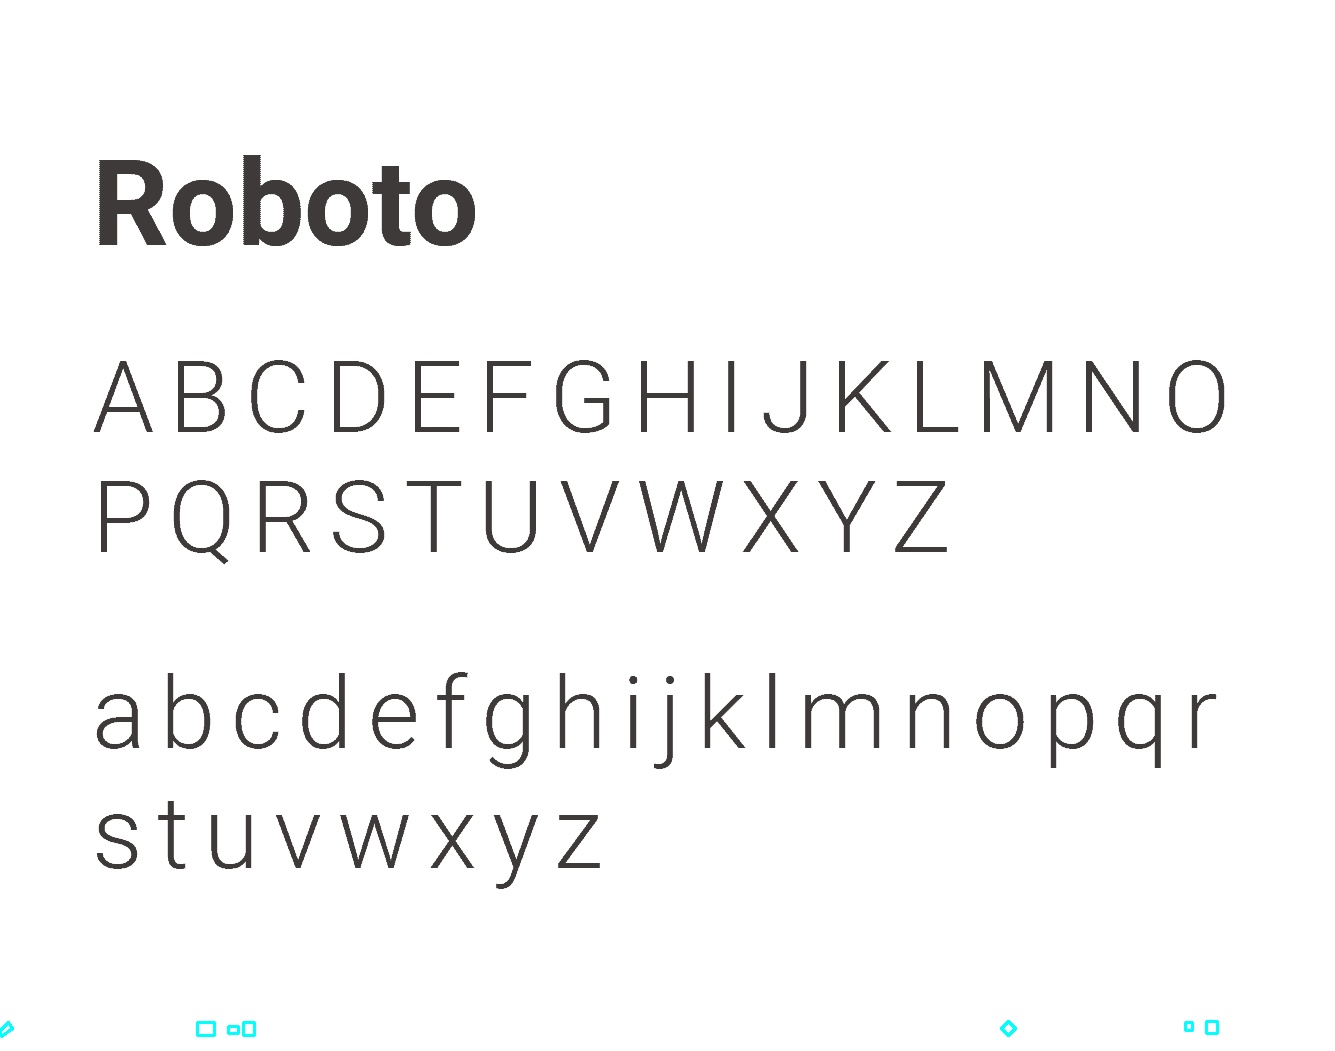 Roboto
A B C D E F G H I J K L M N O
P Q R S T U V W X Y Z
a b c d e f g h i j k l m n o p q r
s t u v w x y z